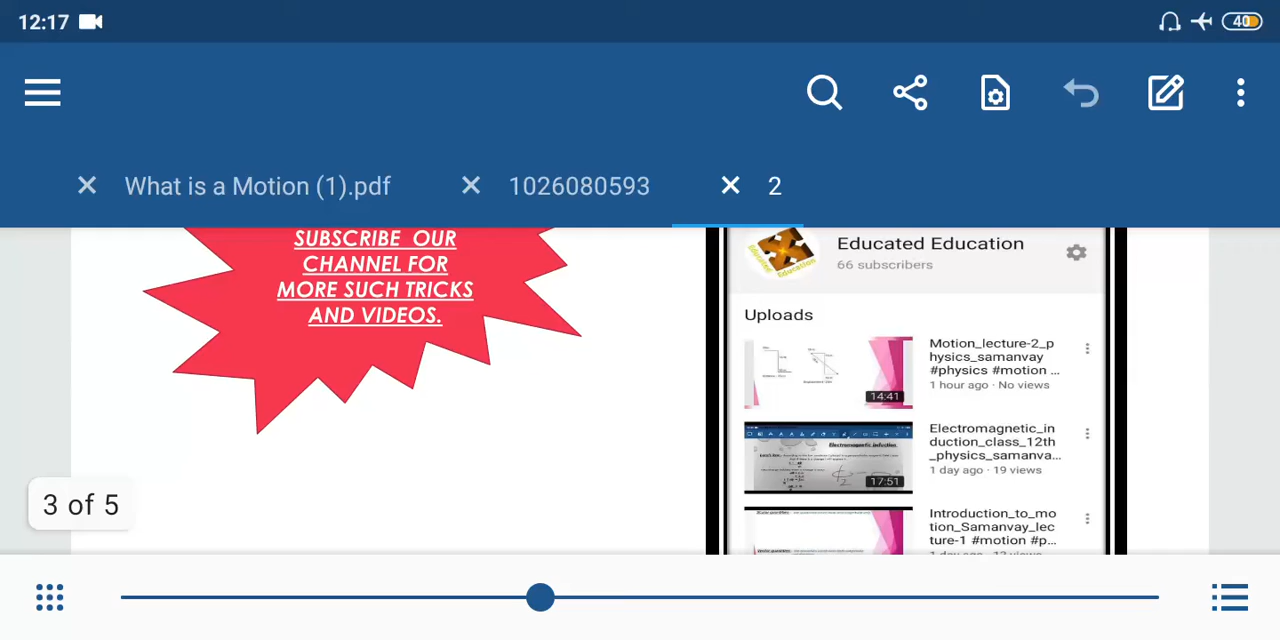 12:17
40
What is a Motion (1).pdf
1026080593
2
SUBSCRIBE OUR
CHANNEL FOR
MORE SUCH TRICKS
AND VIDEOS.
Educated Education
66 subscribers
Uploads
Motion_lecture-2_p
hysics_samanvay
#physics #motion ...
1 hour ago · No views
14:41
Electromagnetic_in
duction_class_12th
_physics_samanva...
1 day ago · 19 views
17:51
Introduction_to_mo
tion_Samanvay_lec
ture-1 #motion #p...
3 of 5